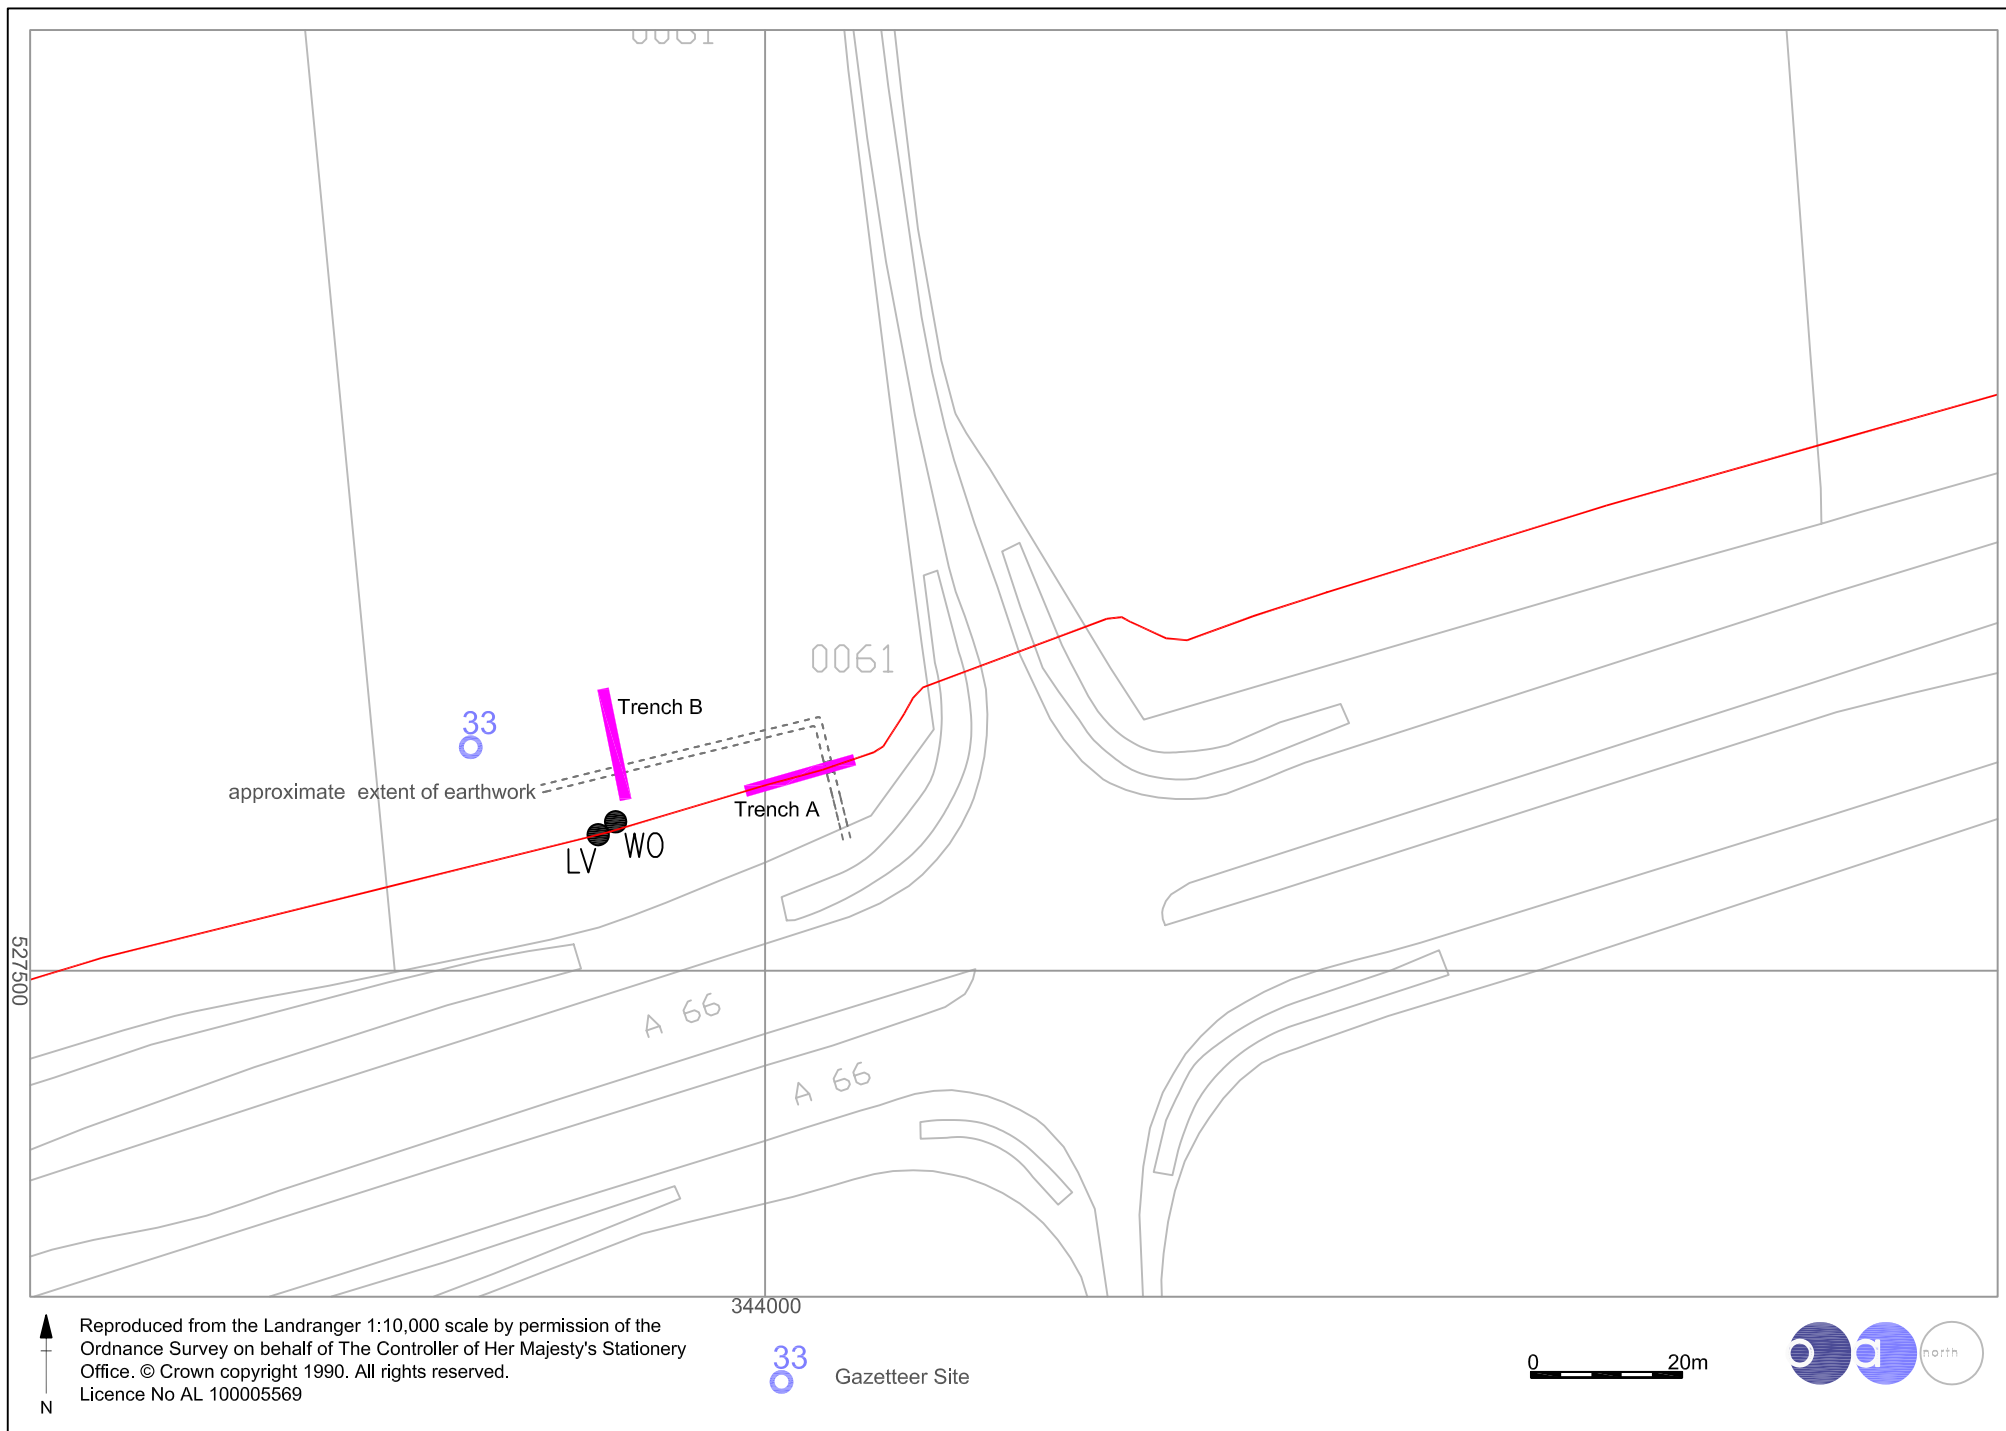 0061
0061
Trench B
33
approximate extent of earthwork
Trench A
WO
LV
527500
A 66
A 66
344000
Reproduced from the Landranger 1:10,000 scale by permission of the
Ordnance Survey on behalf of The Controller of Her Majesty's Stationery
Office. © Crown copyright 1990. All rights reserved.
Licence No AL 100005569
N
33
Gazetteer Site
0 20m
o a north